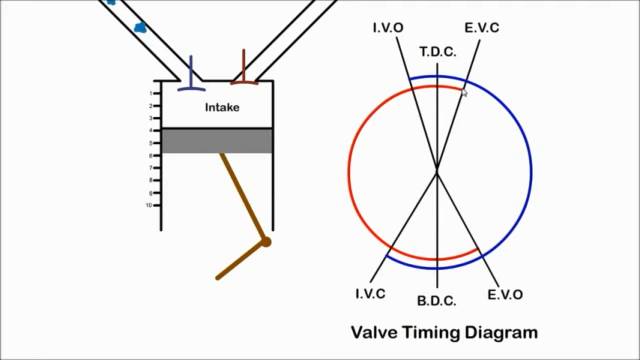 I.V.O
E.V.C
T.D.C.
Intake
1
2
3
4
5
6
7
8
9
10
I.V.C
B.D.C.
E.V.O
Valve Timing Diagram